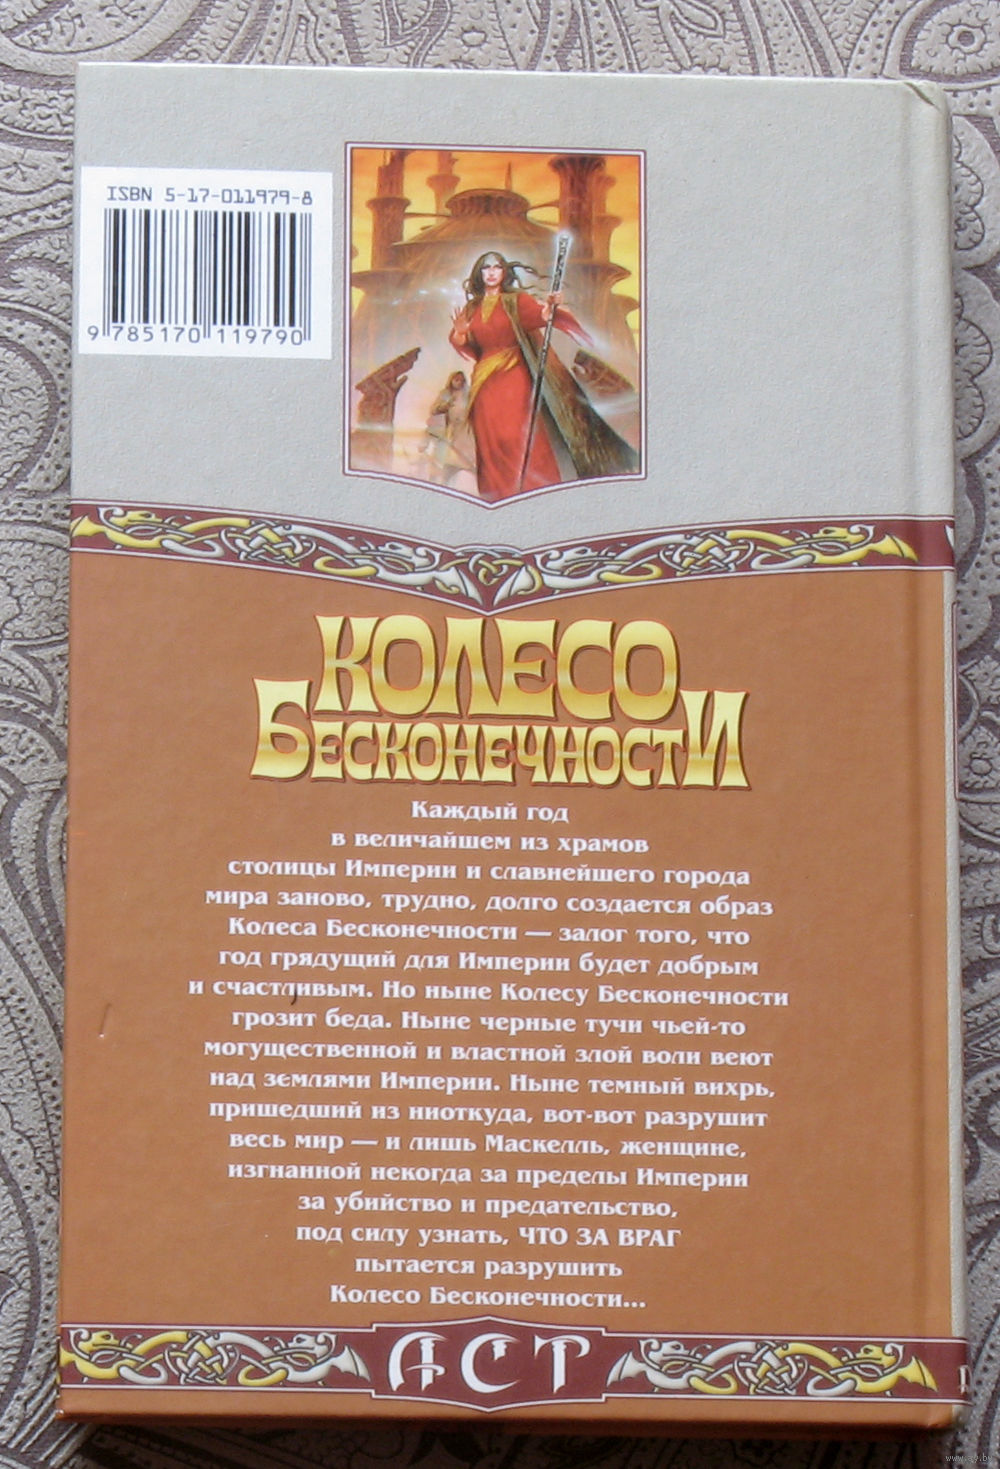 ISBN 5-17-011979-8
9 785170 119790
КОЛЕСО
БЕСКОНЕЧНОСТИ
Каждый год
в величайшем из храмов
столицы Империи и славнейшего города
мира заново, трудно, долго создается образ
Колеса Бесконечности — залог того, что
год грядущий для Империи будет добрым
и счастливым. Но ныне Колесу Бесконечности
грозит беда. Ныне черные тучи чьей-то
могущественной и властной злой воли веют
над землями Империи. Ныне темный вихрь,
пришедший из ниоткуда, вот-вот разрушит
весь мир — и лишь Маскелль, женщине,
изгнанной некогда за пределы Империи
за убийство и предательство,
под силу узнать, ЧТО ЗА ВРАГ
пытается разрушить
Колесо Бесконечности...
АСТ